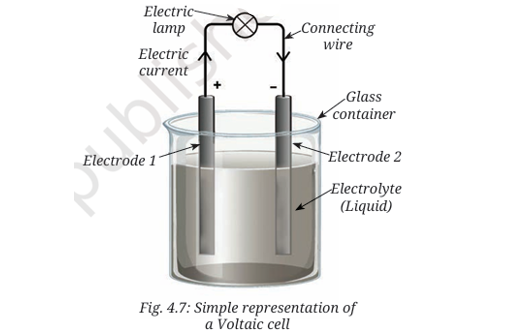 Electric
lamp
Connecting
wire
Electric
current
+
-
Glass
container
Electrode 1
Electrode 2
Electrolyte
(Liquid)
Fig. 4.7: Simple representation of
a Voltaic cell